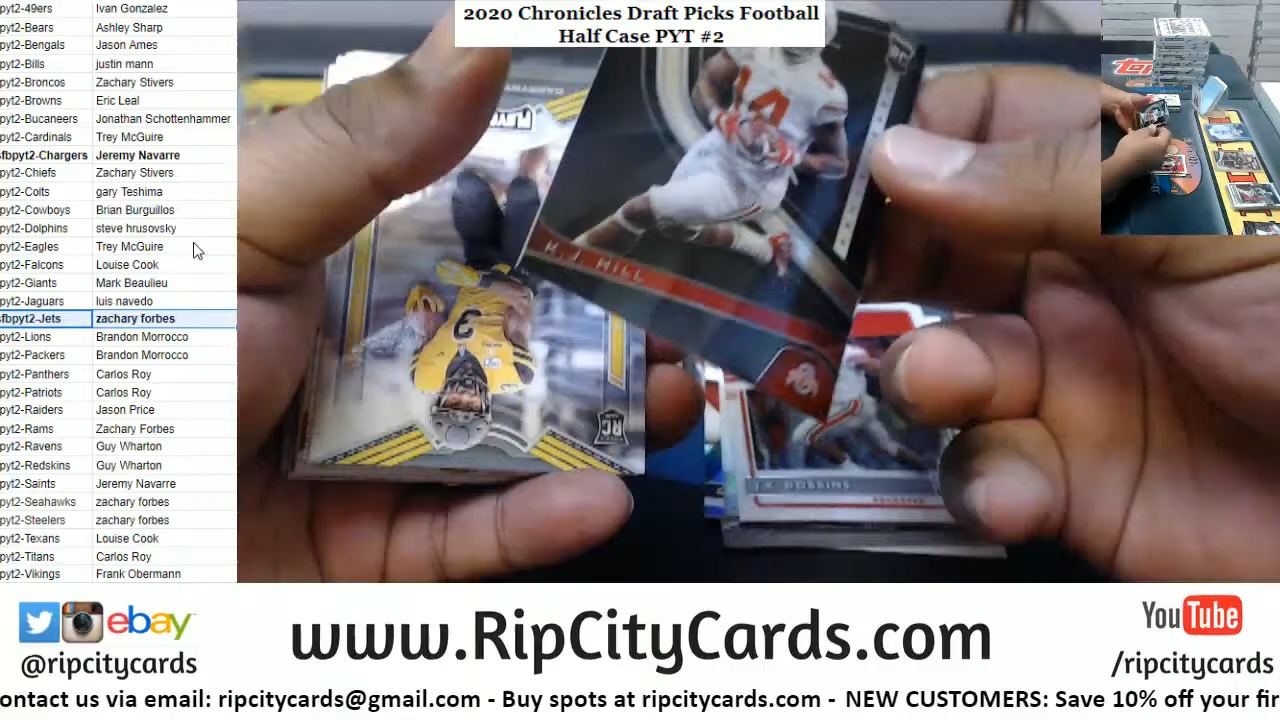 2020 Chronicles Draft Picks Football
Half Case PYT #2
pyt2-49ers Ivan Gonzalez
pyt2-Bears Ashley Sharp
pyt2-Bengals Jason Ames
pyt2-Bills justin mann
pyt2-Broncos Zachary Stivers
pyt2-Browns Eric Leal
pyt2-Bucaneers Jonathan Schottenhammer
pyt2-Cardinals Trey McGuire
fbpyt2-Chargers Jeremy Navarre
pyt2-Chiefs Zachary Stivers
pyt2-Colts gary Teshima
pyt2-Cowboys Brian Burguillos
pyt2-Dolphins steve hrusovsky
pyt2-Eagles Trey McGuire
pyt2-Falcons Louise Cook
pyt2-Giants Mark Beaulieu
pyt2-Jaguars luis navedo
fbpyt2-Jets zachary forbes
pyt2-Lions Brandon Morrocco
pyt2-Packers Brandon Morrocco
pyt2-Panthers Carlos Roy
pyt2-Patriots Carlos Roy
pyt2-Raiders Jason Price
pyt2-Rams Zachary Forbes
pyt2-Ravens Guy Wharton
pyt2-Redskins Guy Wharton
pyt2-Saints Jeremy Navarre
pyt2-Seahawks zachary forbes
pyt2-Steelers zachary forbes
pyt2-Texans Louise Cook
pyt2-Titans Carlos Roy
pyt2-Vikings Frank Obermann
K.J. HILL
RC
J.K. DOBBINS
ebay
@ripcitycards
www.RipCityCards.com
YouTube
/ripcitycards
ontact us via email: ripcitycards@gmail.com - Buy spots at ripcitycards.com - NEW CUSTOMERS: Save 10% off your fir